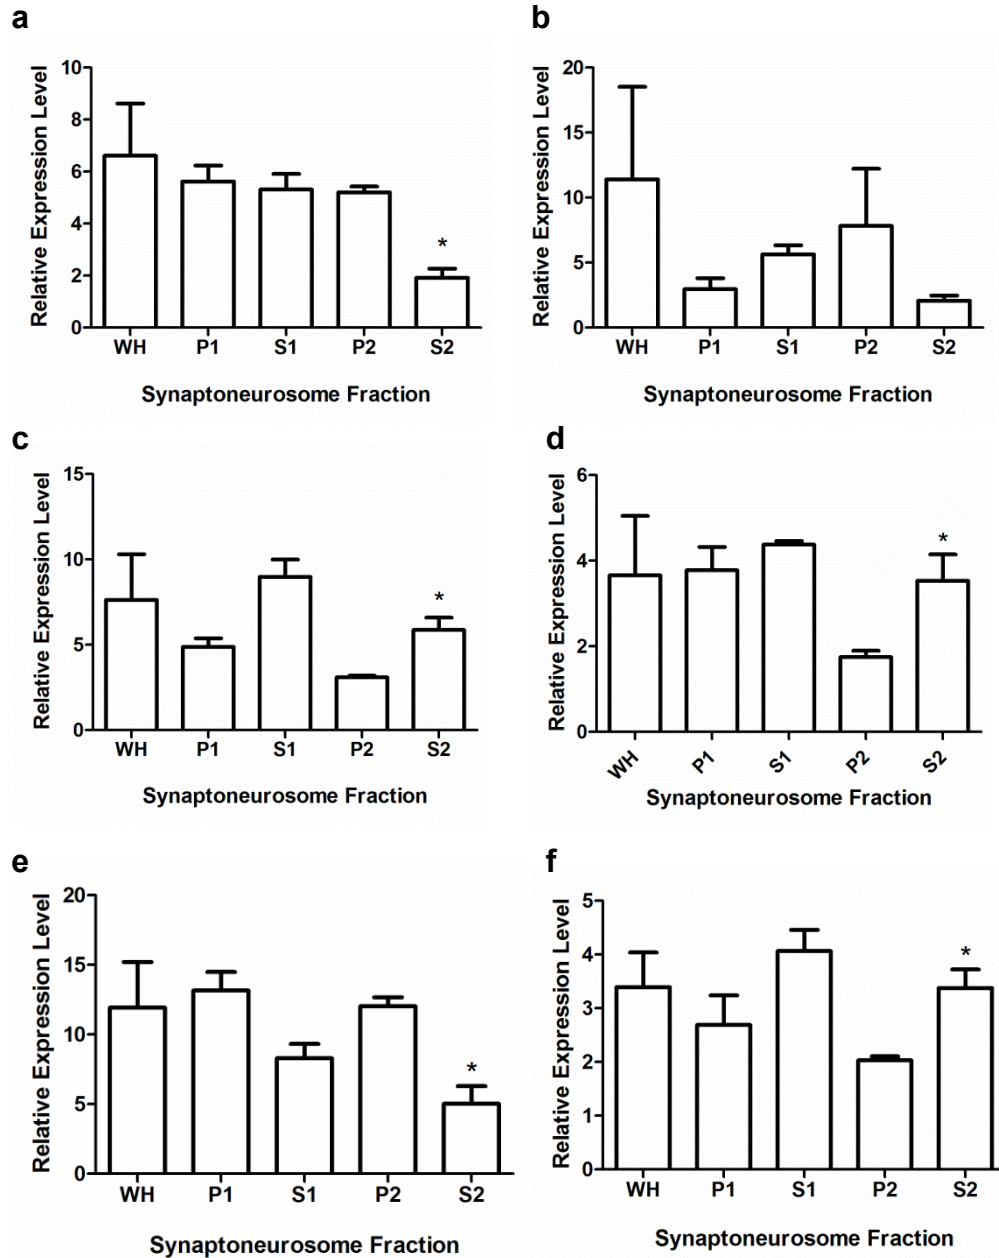 a
Relative Expression Level
10
8
6
4
2
0
*
WH P1 S1 P2 S2
Synaptoneurosome Fraction
b
Relative Expression Level
20
15
10
5
0
WH P1 S1 P2 S2
Synaptoneurosome Fraction
c
Relative Expression Level
15
10
5
0
*
WH P1 S1 P2 S2
Synaptoneurosome Fraction
d
Relative Expression Level
6
4
2
0
*
WH P1 S1 P2 S2
Synaptoneurosome Fraction
e
Relative Expression Level
20
15
10
5
0
*
WH P1 S1 P2 S2
Synaptoneurosome Fraction
f
Relative Expression Level
5
4
3
2
1
0
*
WH P1 S1 P2 S2
Synaptoneurosome Fraction